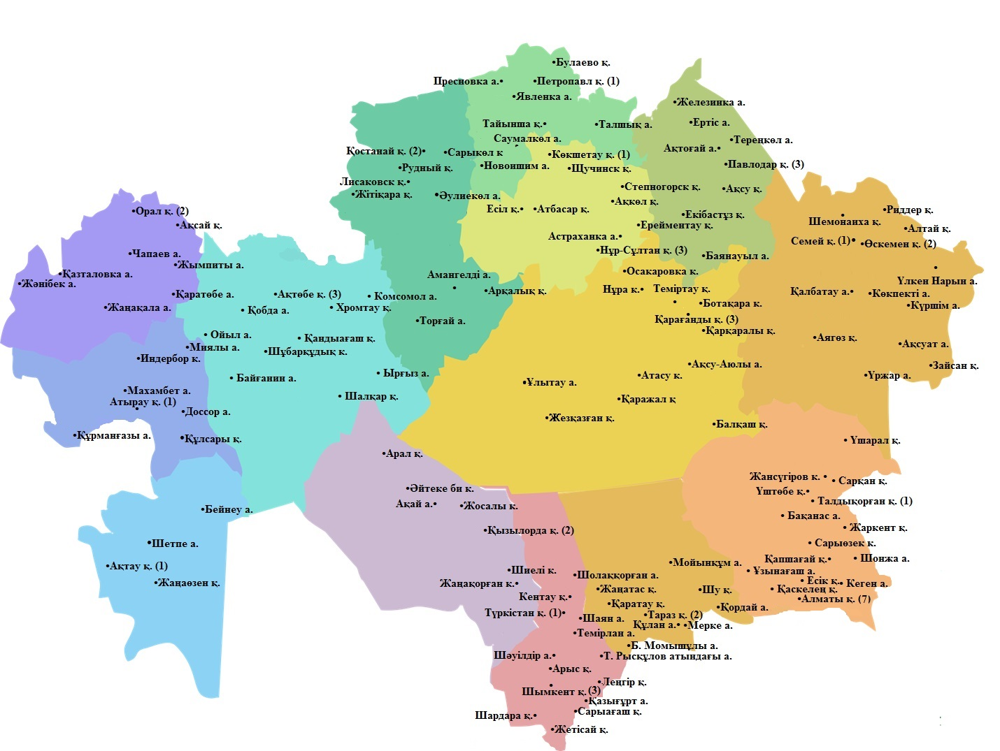 •Булаево қ.
Пресновка а.•
•Петропавл қ. (1)
•Явленка а.
•Железинка а.
Тайынша қ.•
•Талшық а.
•Ертіс а.
Саумалкөл а.
•Тереңкөл а.
Ақтоғай а.•
Қостанай қ. (2)•
•Сарыкөл к
•Көкшетау қ. (1)
•Рудный қ.
•Новоишим а.
•Щучинск қ.
•Павлодар қ. (3)
Лисаковск қ.•
•Степногорск қ.
•Ақсу қ.
•Жітіқара қ.
•Әулиекөл а.
•Ақкөл қ.
Есіл қ.•
•Атбасар қ.
•Екібастұз қ.
•Риддер қ.
•Орал қ. (2)
•Ақсай қ.
•Ерейментау қ.
Шемонаиха қ.
•Алтай қ.
Астраханка а.•
Семей қ. (1)•
•Өскемен қ. (2)
•Нұр-Сұлтан қ. (3)
•Баянауыл а.
•Чапаев а.
•Жымпиты а.
•Осакаровка к.
Амангелді а.
•Қазталовка а.
•Жәнібек а.
Үлкен Нарын а.
•Арқалық қ.
Нұра к.•
Теміртау қ.
Қалбатау а.•
•Көкпекті а.
•Қаратөбе а.
•Ақтөбе қ. (3)
• Комсомол а.
•Ботақара к.
•Күршім а.
•Жаңақала а.
• Қобда а.
• Хромтау қ.
Қарағанды қ. (3)
•Торғай а.
•Қарқаралы қ.
• Ойыл а.
• Қандыағаш қ.
•Аягөз қ.
•Ақсуат а.
•Миялы а.
•Шұбарқұдық к.
•Индербор к.
•Ақсу-Аюлы а.
•Зайсан қ.
• Байғанин а.
• Ырғыз а.
•Ұлытау а.
•Атасу к.
•Үржар а.
•Махамбет а.
Атырау қ. (1)
• Шалқар қ.
•Қаражал қ
•Доссор а.
•Жезқазған қ.
•Балқаш қ.
•Құрманғазы а.
•Құлсары қ.
• Үшарал қ.
•Арал қ.
Жансүгіров к. •
• Сарқан қ.
•Әйтеке би к.
Үштөбе қ.•
Ақай а.•
•Жосалы к.
• Талдықорған қ. (1)
•Бейнеу а.
• Бақанас а.
•Қызылорда қ. (2)
• Жаркент қ.
•Шетпе а.
• Сарыөзек к.
•Ақтау қ. (1)
•Мойынқұм а.
Қапшағай қ.•
• Шонжа а.
•Шиелі к.
•Шолаққорған а.
• Ұзынағаш а.
•Жаңаөзен қ.
Жаңақорған к.•
•Жаңатас қ.
•Шу қ.
• Есік қ.
• Кеген а.
• Қаскелең қ.
Кентау қ.•
•Қаратау қ.
•Қордай а.
•Алматы қ. (7)
Түркістан қ. (1)•
•Шаян а.
•Тараз қ. (2)
Құлан а.•
•Мерке а.
•Темірлан а.
•Б. Момышұлы а.
Шәуілдір а.•
•Т. Рысқұлов атындағы а.
•Арыс қ.
•Леңгір қ.
Шымкент қ. (3)
•Қазығұрт а.
Шардара қ.•
•Сарыағаш қ.
•Жетісай қ.